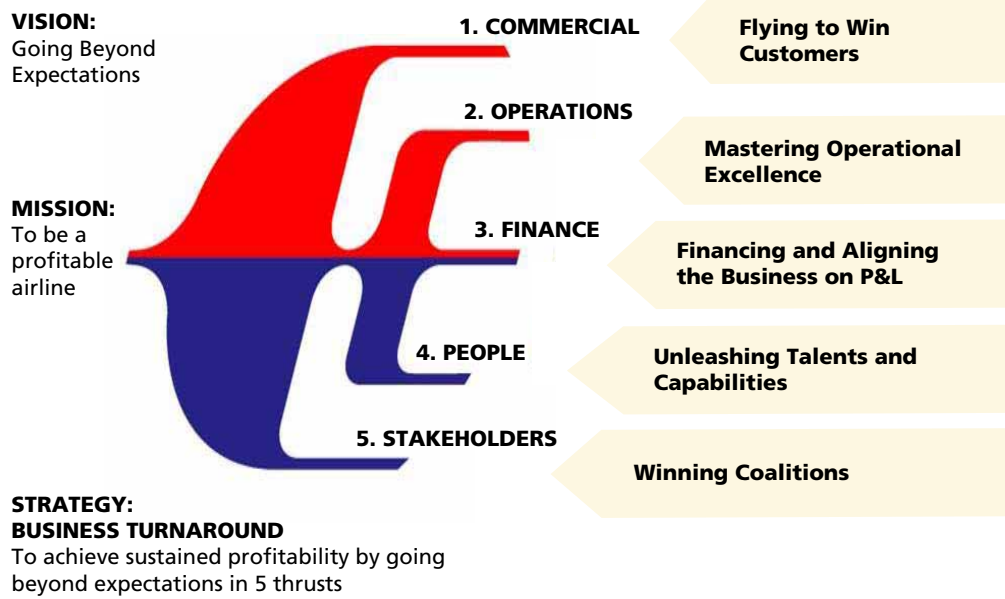 VISION:
Going Beyond
Expectations
1. COMMERCIAL
Flying to Win
Customers
2. OPERATIONS
Mastering Operational
Excellence
MISSION:
To be a
profitable
airline
3. FINANCE
Financing and Aligning
the Business on P&L
4. PEOPLE
Unleashing Talents and
Capabilities
5. STAKEHOLDERS
Winning Coalitions
STRATEGY:
BUSINESS TURNAROUND
To achieve sustained profitability by going
beyond expectations in 5 thrusts